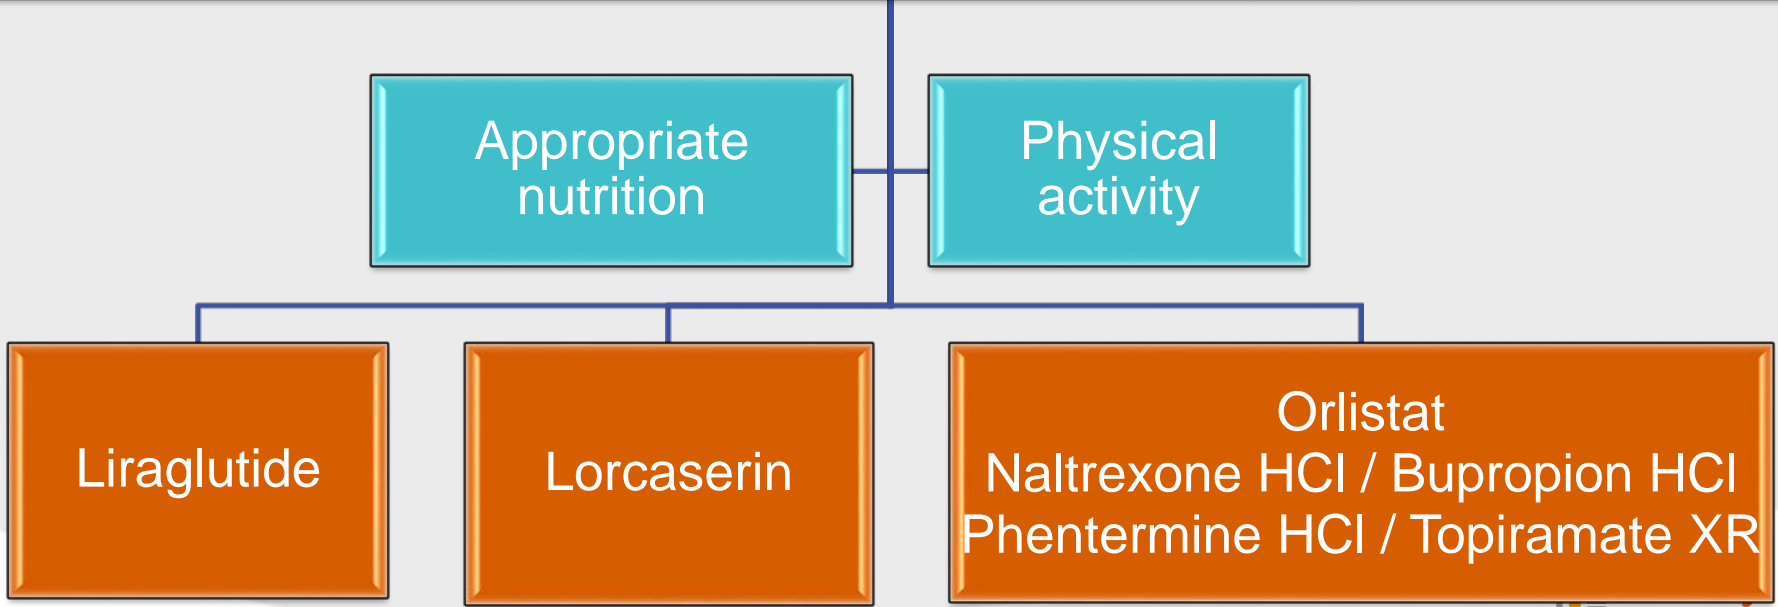 Appropriate
nutrition
Physical
activity
Liraglutide
Lorcaserin
Orlistat
Naltrexone HCl / Bupropion HCl
Phentermine HCl / Topiramate XR